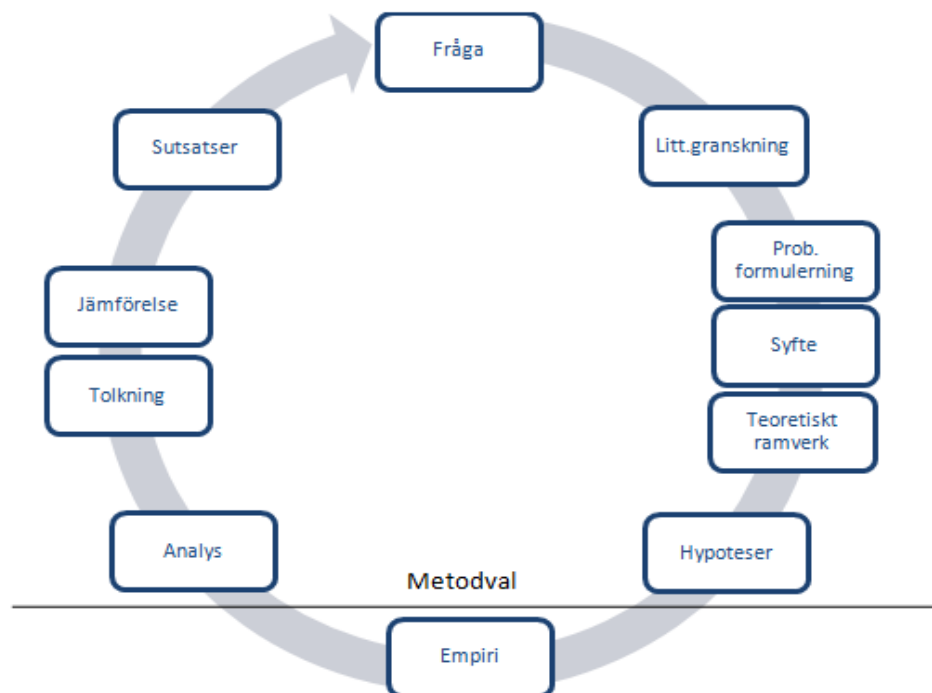 Fråga
Litt.granskning
Prob.
formulerning
Syfte
Teoretiskt
ramverk
Hypoteser
Metodval
Empiri
Analys
Tolkning
Jämförelse
Sutsatser